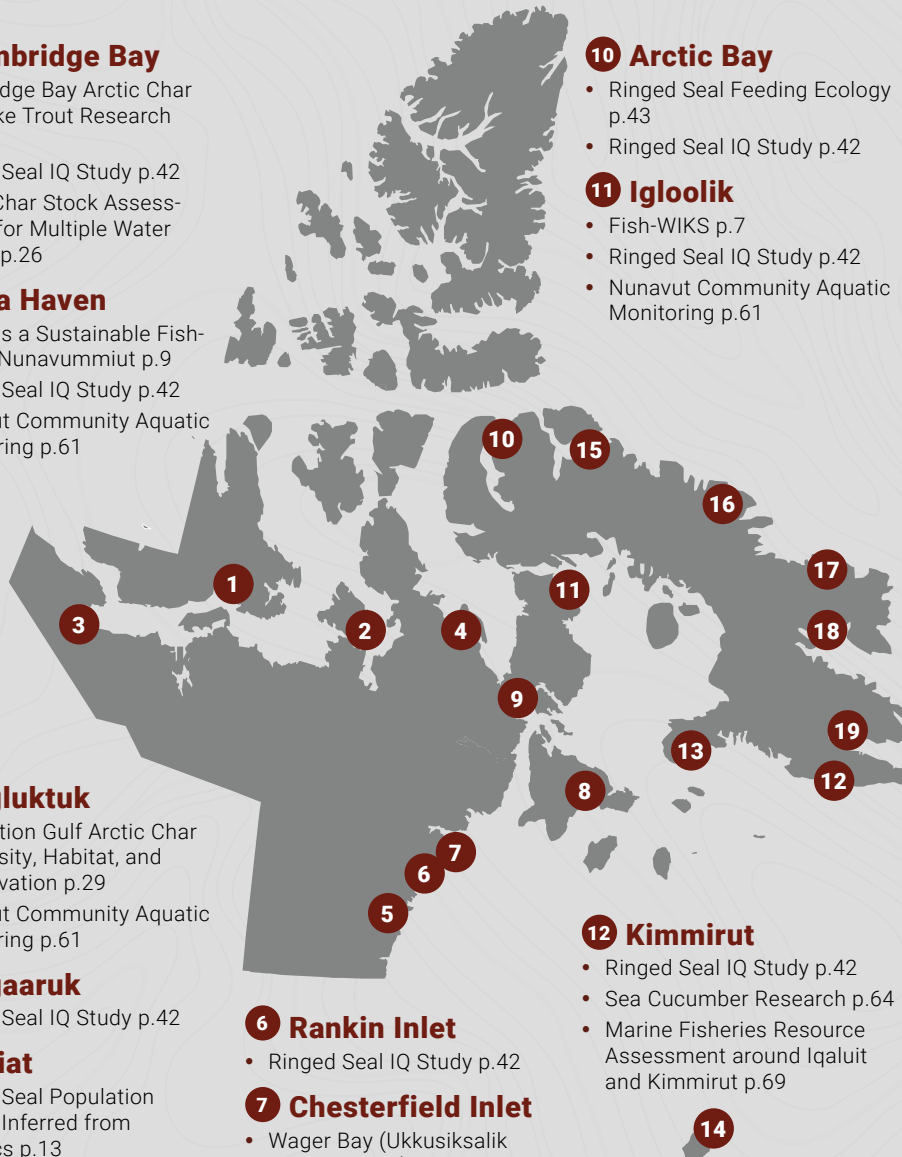 mbridge Bay
dge Bay Arctic Char
ke Trout Research
Seal IQ Study p.42
Char Stock Assess-
for Multiple Water
p.26
a Haven
s a Sustainable Fish-
Nunavummiut p.9
Seal IQ Study p.42
ut Community Aquatic
ring p.61
10 Arctic Bay
• Ringed Seal Feeding Ecology
p.43
• Ringed Seal IQ Study p.42
11 Igloolik
• Fish-WIKS p.7
• Ringed Seal IQ Study p.42
• Nunavut Community Aquatic
Monitoring p.61
10
15
16
17
1
11
3
2
4
18
9
19
13
12
8
7
6
5
gluktuk
tion Gulf Arctic Char
sity, Habitat, and
vation p.29
ut Community Aquatic
ring p.61
gaaruk
Seal IQ Study p.42
iat
Seal Population
Inferred from
cs p.13
6 Rankin Inlet
• Ringed Seal IQ Study p.42
7 Chesterfield Inlet
• Wager Bay (Ukkusiksalik
12 Kimmirut
• Ringed Seal IQ Study p.42
• Sea Cucumber Research p.64
• Marine Fisheries Resource
Assessment around Iqaluit
and Kimmirut p.69
14